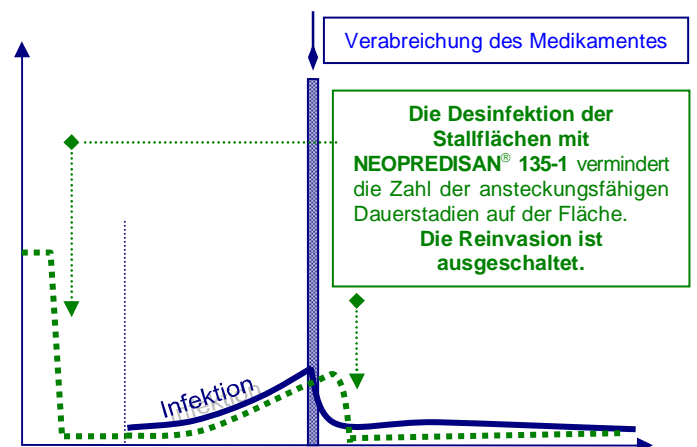 Verabreichung des Medikamentes
Die Desinfektion der
Stallflächen mit
NEOPREDISAN® 135-1 vermindert
die Zahl der ansteckungsfähigen
Dauerstadien auf der Fläche.
Die Reinvasion ist
ausgeschaltet.
Infektion